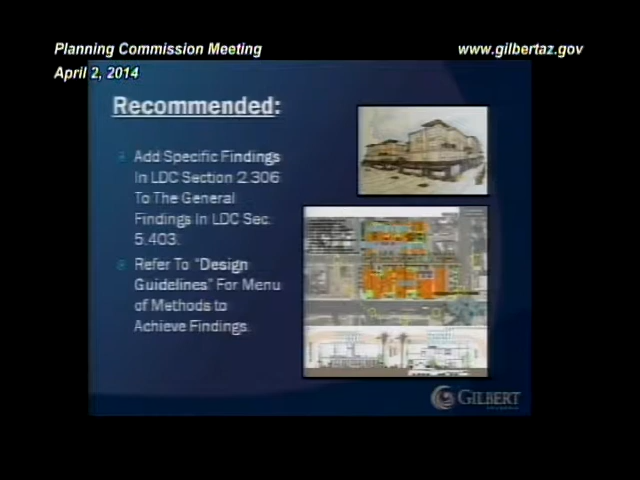 Planning Commission Meeting
www.gilbertaz.gov
April 2, 2014
Recommended:
Add Specific Findings
In LDC Section 2.306
To The General
Findings In LDC Sec.
5.403.
Refer To "Design
Guidelines" For Menu
of Methods to
Achieve Findings.
GILBERT